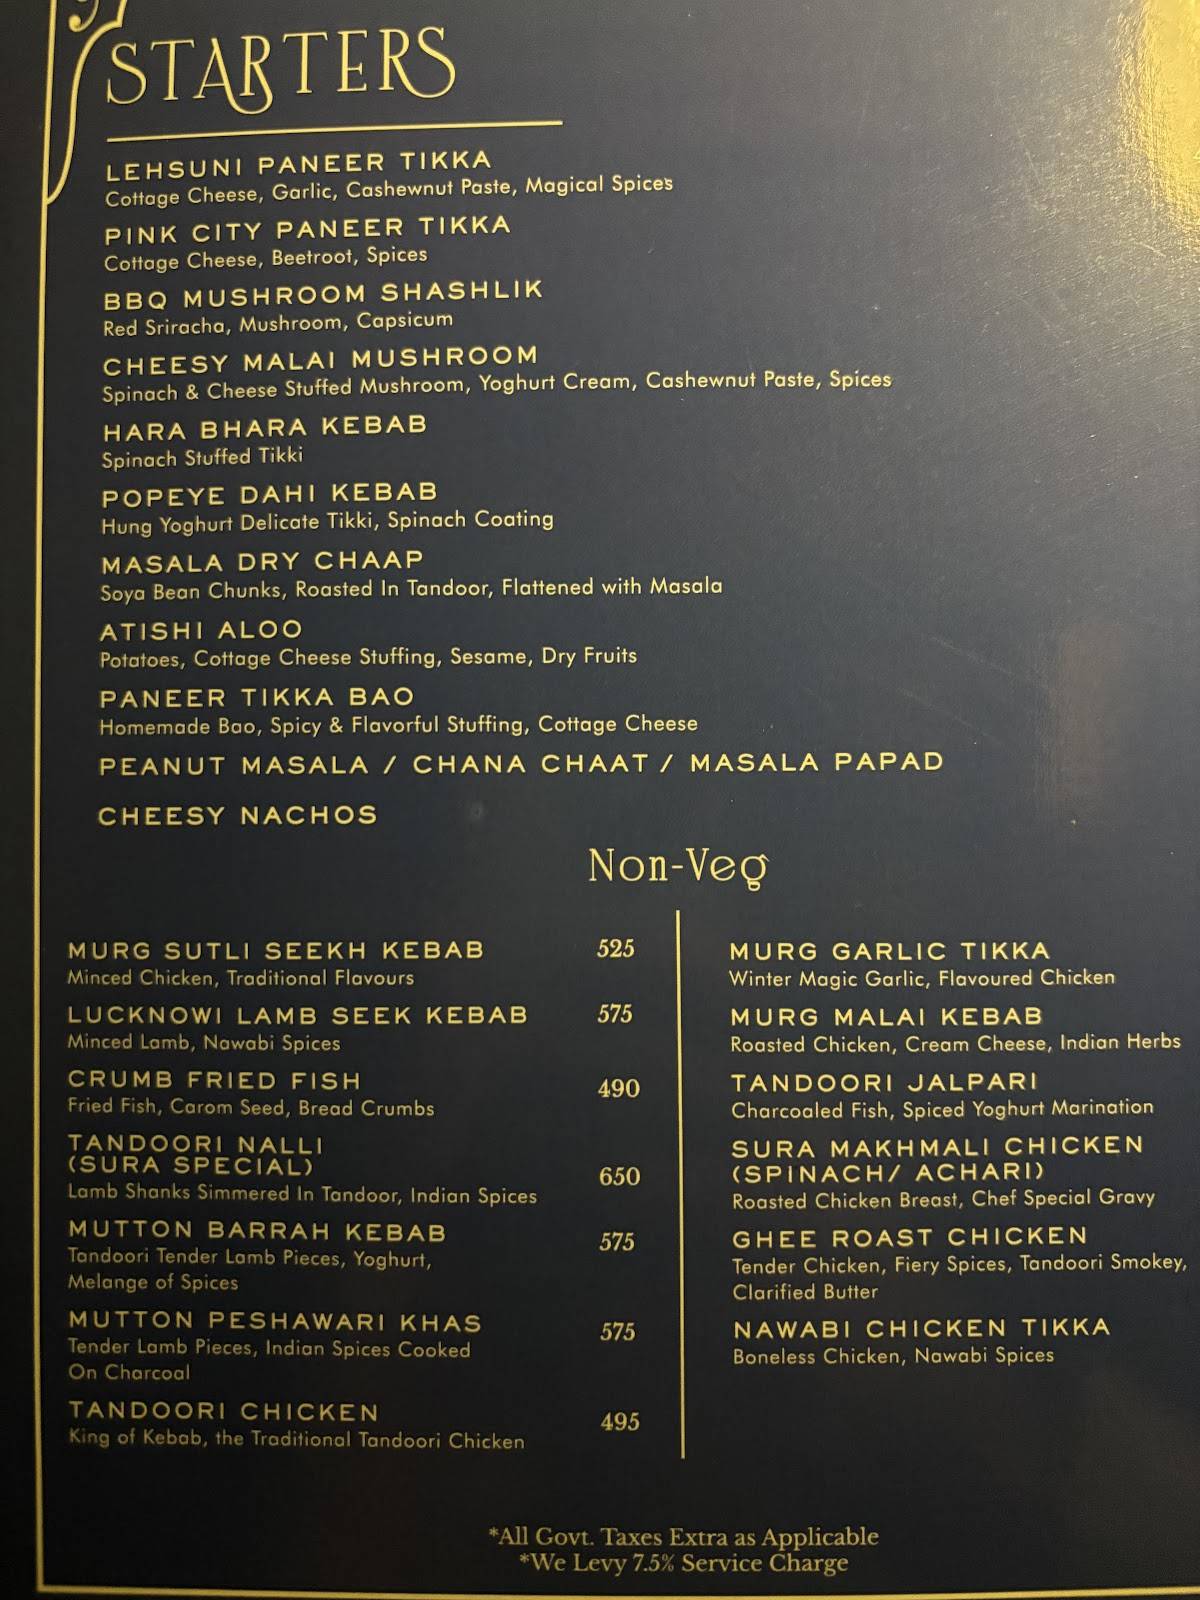 STARTERS
LEHSUNI PANEER TIKKA
Cottage Cheese, Garlic, Cashewnut Paste, Magical Spices
PINK CITY PANEER TIKKA
Cottage Cheese, Beetroot, Spices
BBQ MUSHROOM SHASHLIK
Red Sriracha, Mushroom, Capsicum
CHEESY MALAI MUSHROOM
Spinach & Cheese Stuffed Mushroom, Yoghurt Cream, Cashewnut Paste, Spices
HARA BHARA KEBAB
Spinach Stuffed Tikki
POPEYE DAHI KEBAB
Hung Yoghurt Delicate Tikki, Spinach Coating
MASALA DRY CHAAP
Soya Bean Chunks, Roasted In Tandoor, Flattened with Masala
ATISHI ALOO
Potatoes, Cottage Cheese Stuffing, Sesame, Dry Fruits
PANEER TIKKA BAO
Homemade Bao, Spicy & Flavorful Stuffing, Cottage Cheese
PEANUT MASALA / CHANA CHAAT / MASALA PAPAD
CHEESY NACHOS
Non-Veg
MURG SUTLI SEEKH KEBAB 525
Minced Chicken, Traditional Flavours
LUCKNOWI LAMB SEEK KEBAB 575
Minced Lamb, Nawabi Spices
CRUMB FRIED FISH 490
Fried Fish, Carom Seed, Bread Crumbs
TANDOORI NALLI
(SURA SPECIAL) 650
Lamb Shanks Simmered In Tandoor, Indian Spices
MUTTON BARRAH KEBAB 575
Tandoori Tender Lamb Pieces, Yoghurt,
Melange of Spices
MUTTON PESHAWARI KHAS 575
Tender Lamb Pieces, Indian Spices Cooked
On Charcoal
TANDOORI CHICKEN 495
King of Kebab, the Traditional Tandoori Chicken
MURG GARLIC TIKKA
Winter Magic Garlic, Flavoured Chicken
MURG MALAI KEBAB
Roasted Chicken, Cream Cheese, Indian Herbs
TANDOORI JALPARI
Charcoaled Fish, Spiced Yoghurt Marination
SURA MAKHMALI CHICKEN
(SPINACH/ ACHARI)
Roasted Chicken Breast, Chef Special Gravy
GHEE ROAST CHICKEN
Tender Chicken, Fiery Spices, Tandoori Smokey,
Clarified Butter
NAWABI CHICKEN TIKKA
Boneless Chicken, Nawabi Spices
*All Govt. Taxes Extra as Applicable
*We Levy 7.5% Service Charge